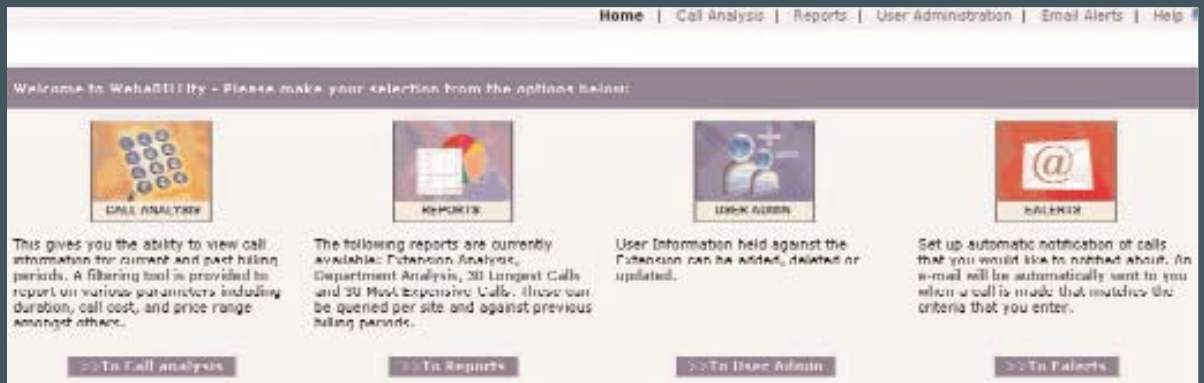 Home | Call Analysis | Reports | User Administration | Email Alerts | Help
Welcome to WebaBILLity - Please make your selection from the options below:
CALL ANALYSIS
REPORTS
USER ADMIN
EALERTS
This gives you the ability to view call
information for current and past billing
periods. A filtering tool is provided to
report on various parameters including
duration, call cost, and price range
amongst others.
The following reports are currently
available: Extension Analysis,
Department Analysis, 30 Longest Calls
and 30 Most Expensive Calls. These can
be queried per site and against previous
billing periods.
User Information held against the
Extension can be added, deleted or
updated.
Set up automatic notification of calls
that you would like to notified about. An
e-mail will be automatically sent to you
when a call is made that matches the
criteria that you enter.
>>To Call analysis
>>To Reports
>>To User Admin
>>To Ealerts